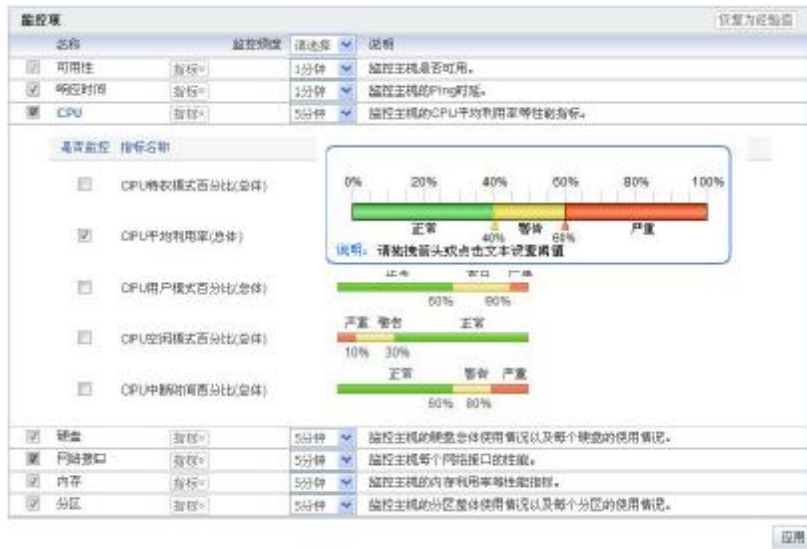 监控项 恢复为经验值
名称 监控频度 请选择 说明
可用性 指标 1分钟 监控主机是否可用。
响应时间 指标 1分钟 监控主机的Ping时延。
CPU 指标 5分钟 监控主机的CPU平均利用率等性能指标。
是否监控 指标名称
CPU特权模式百分比(总体)
0% 20% 40% 60% 80% 100%
CPU平均利用率(总体)
正常 警告 严重
40% 60%
说明: 请拖拽箭头或点击文本设置阈值
CPU用户模式百分比(总体)
60% 80%
CPU空闲模式百分比(总体)
严重 警告 正常
10% 30%
CPU中断时间百分比(总体)
正常 警告 严重
60% 80%
硬盘 指标 5分钟 监控主机的硬盘总体使用情况以及每个硬盘的使用情况。
网络接口 指标 5分钟 监控主机每个网络接口的性能。
内存 指标 5分钟 监控主机的内存利用率等性能指标。
分区 指标 5分钟 监控主机的分区整体使用情况以及每个分区的使用情况。
应用